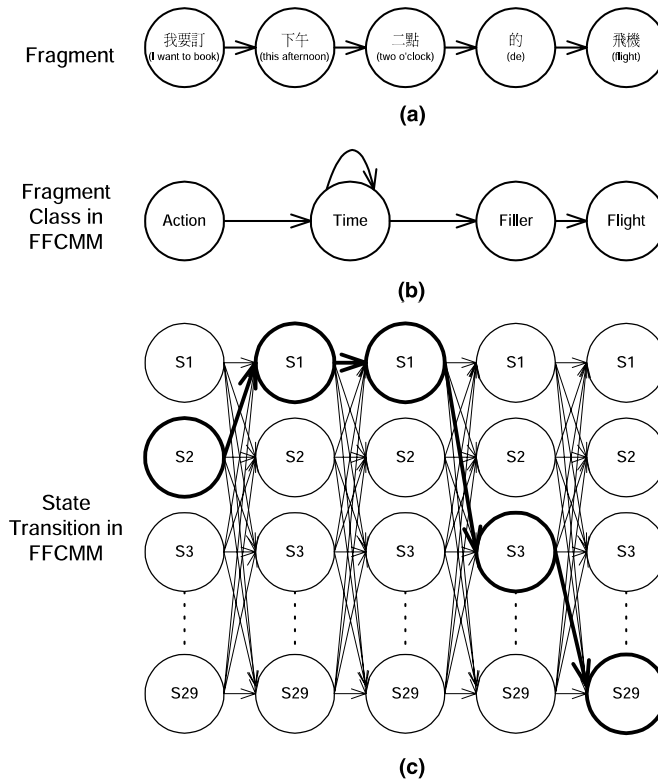 Fragment
我要訂
(I want to book)
下午
(this afternoon)
二點
(two o'clock)
的
(de)
飛機
(flight)
(a)
Fragment
Class in
FFCMM
Action
Time
Filler
Flight
(b)
State
Transition in
FFCMM
S1
S1
S1
S1
S1
S2
S2
S2
S2
S2
S3
S3
S3
S3
S3
S29
S29
S29
S29
S29
(c)